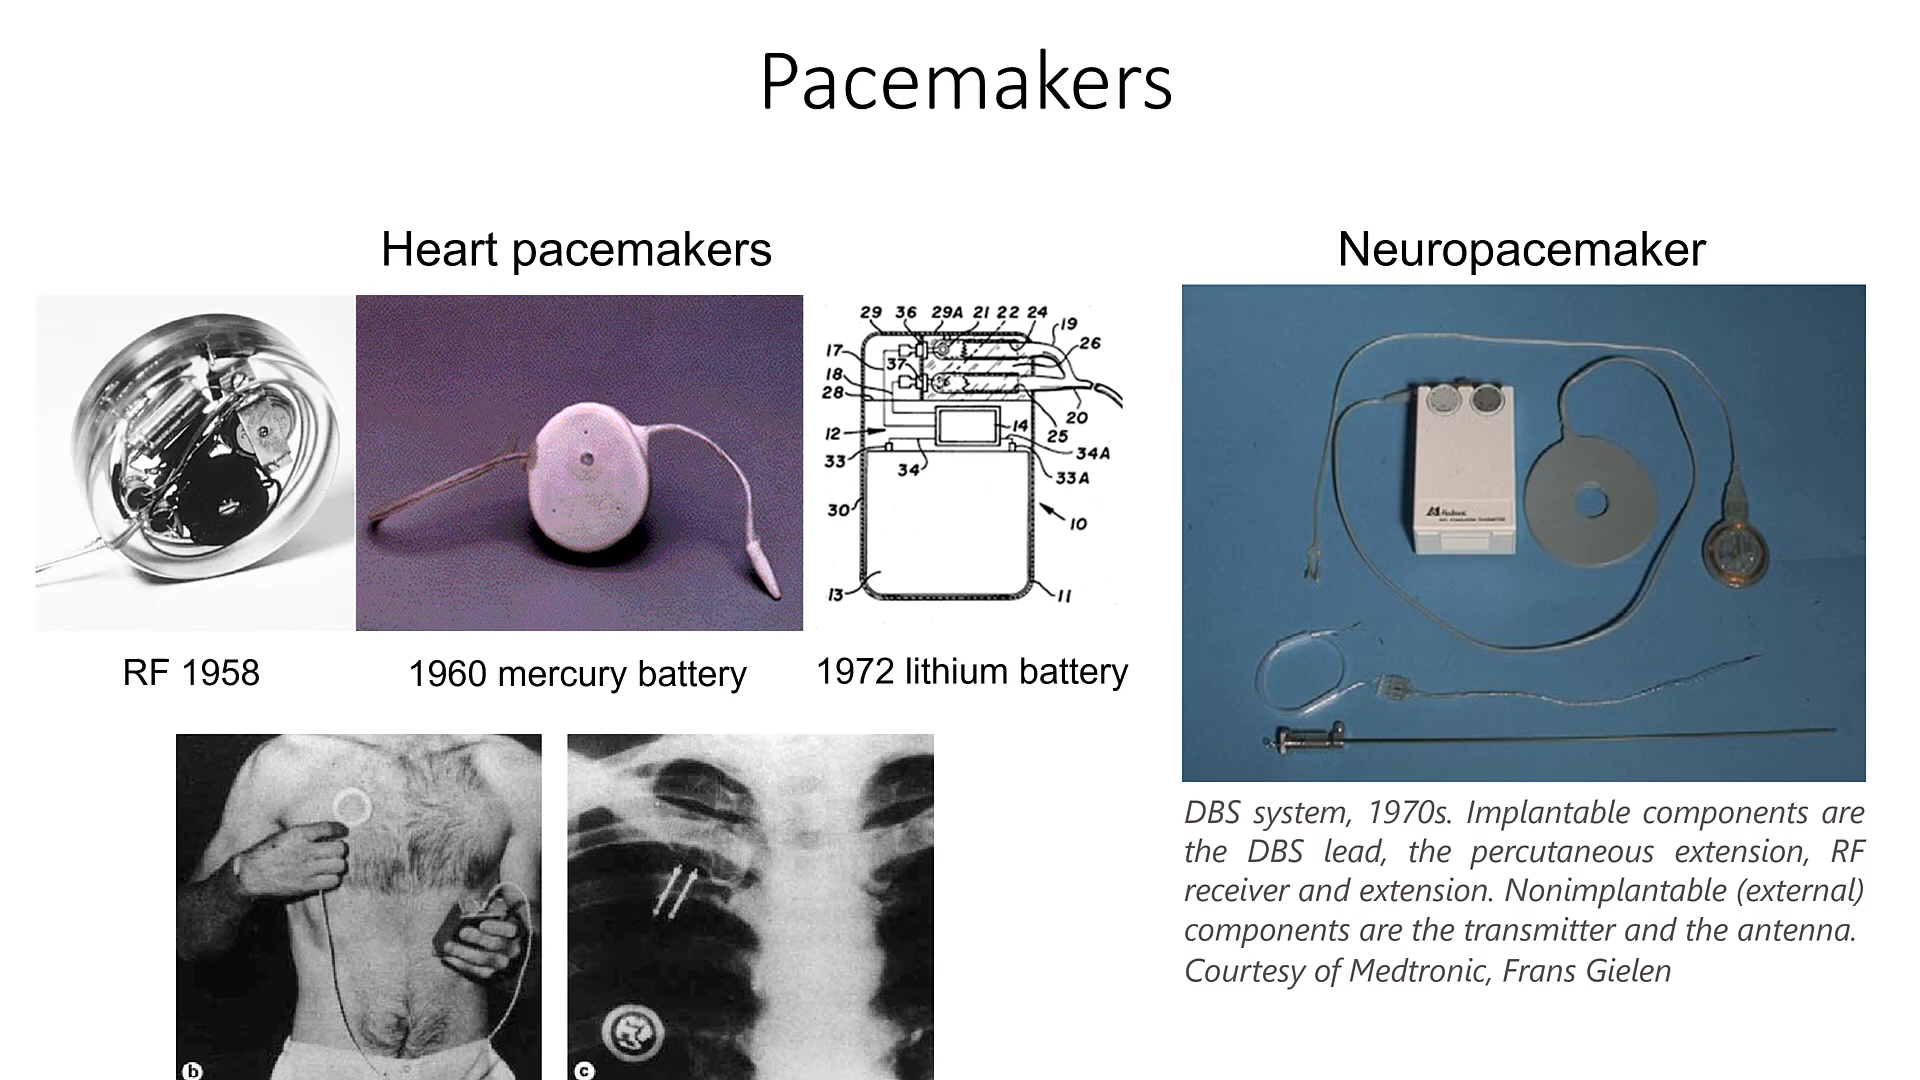 Pacemakers
Heart pacemakers
Neuropacemaker
29 36 29A 21 22 24 19
26
17
37
18
28
20
14
12
25
34A
33
34
33A
30
10
13
11
Medtronic
RF 1958
1960 mercury battery
1972 lithium battery
b
c
DBS system, 1970s. Implantable components are
the DBS lead, the percutaneous extension, RF
receiver and extension. Nonimplantable (external)
components are the transmitter and the antenna.
Courtesy of Medtronic, Frans Gielen